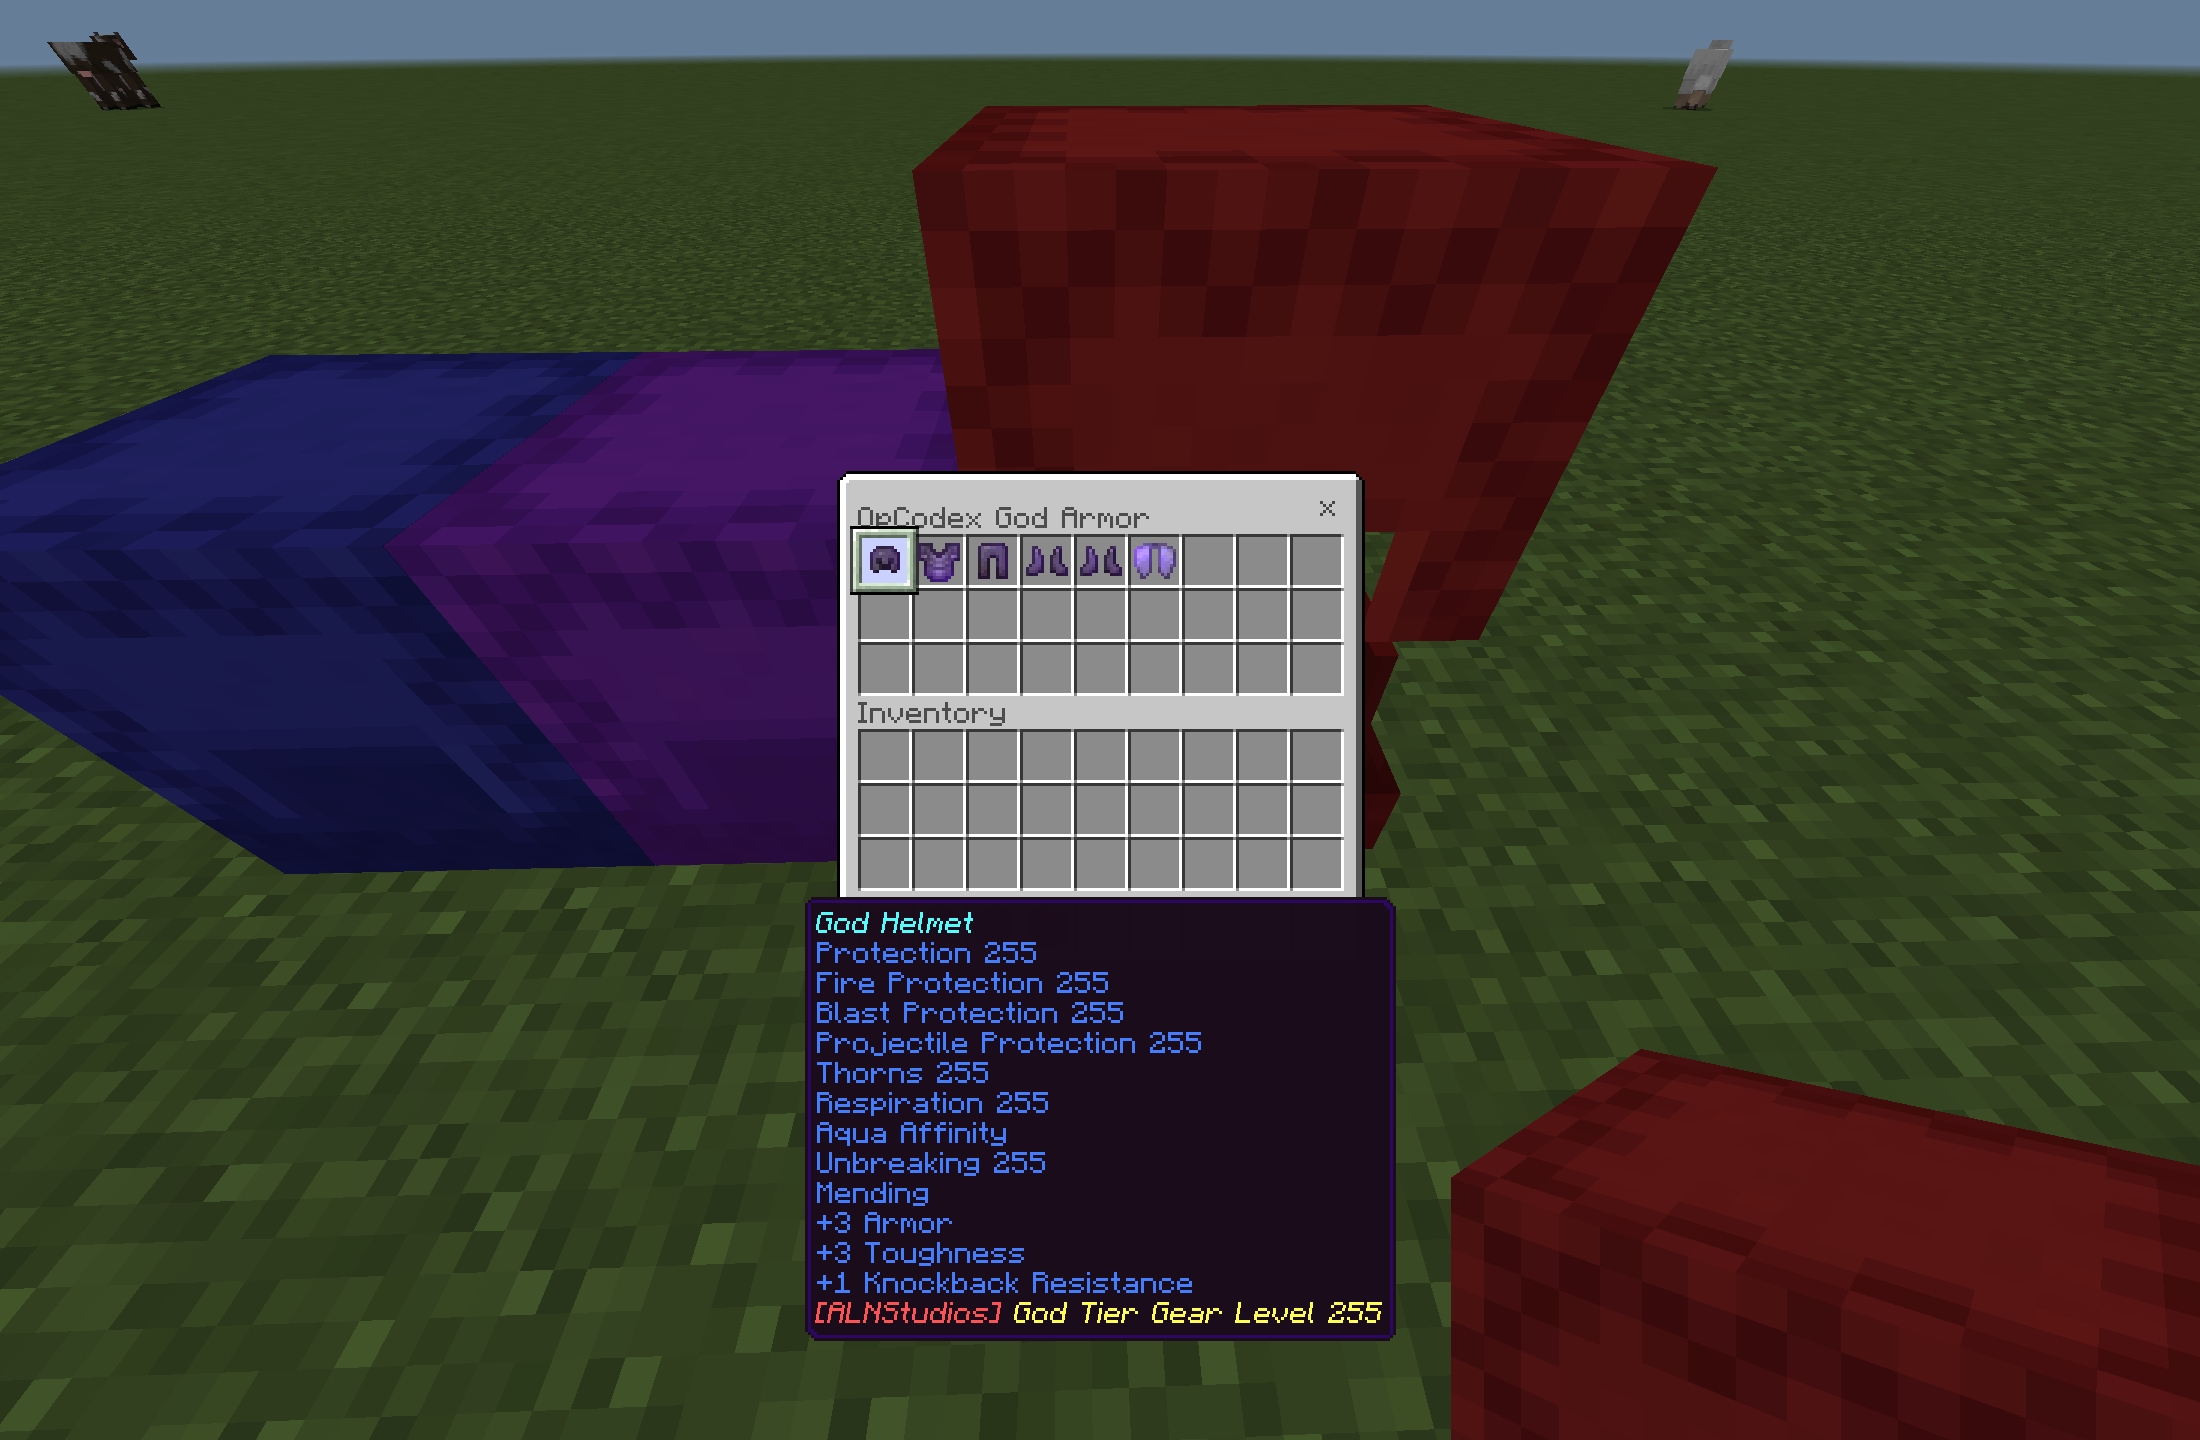 OpCodex God Armor
Inventory
God Helmet
Protection 255
Fire Protection 255
Blast Protection 255
Projectile Protection 255
Thorns 255
Respiration 255
Aqua Affinity
Unbreaking 255
Mending
+3 Armor
+3 Toughness
+1 Knockback Resistance
[ALNStudios] God Tier Gear Level 255